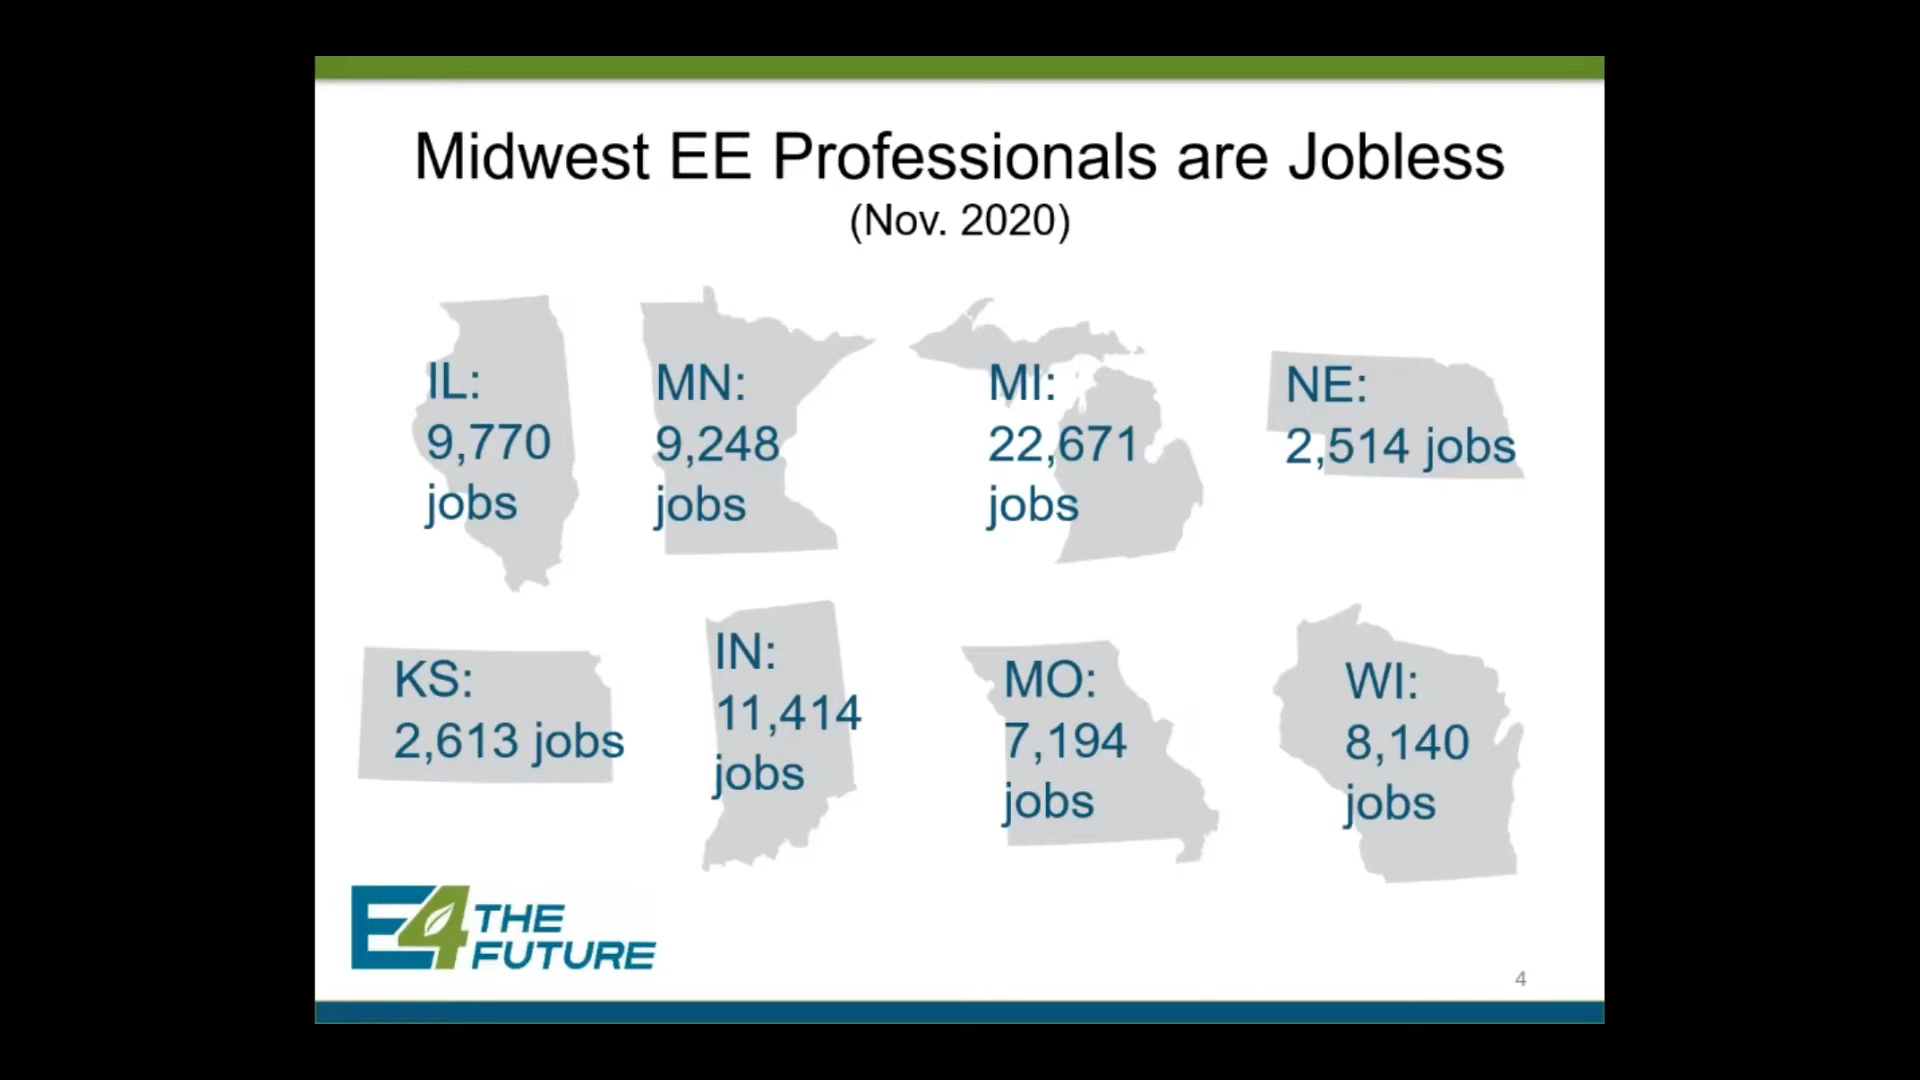 Midwest EE Professionals are Jobless
(Nov. 2020)
IL:
9,770
jobs
MN:
9,248
jobs
MI:
22,671
jobs
NE:
2,514 jobs
KS:
2,613 jobs
IN:
11,414
jobs
MO:
7,194
jobs
WI:
8,140
jobs
E4 THE
FUTURE
4